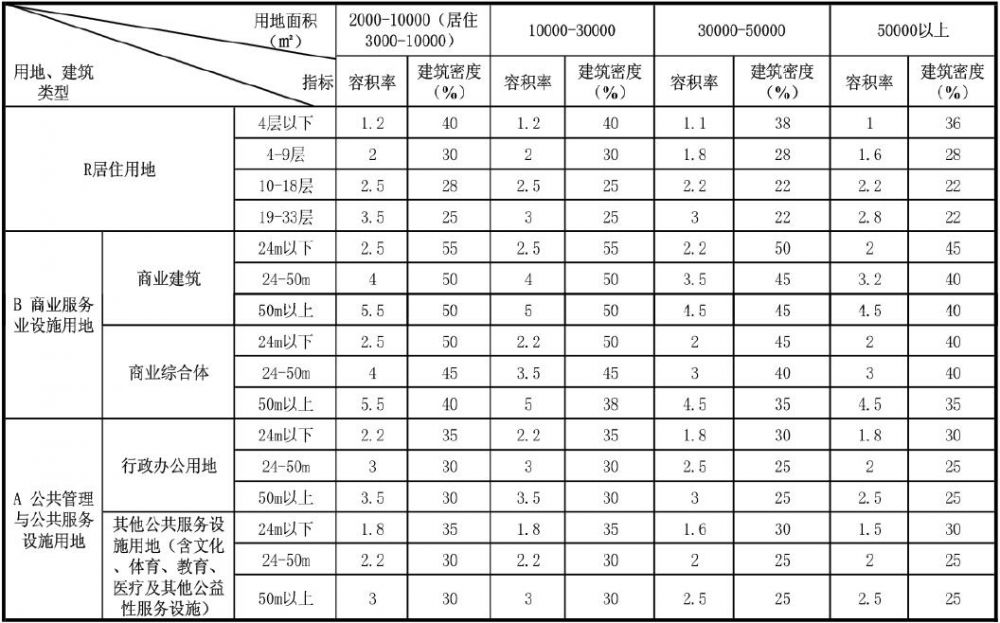 用地面积（㎡） 2000-10000（居住3000-10000） 10000-30000 30000-50000 50000以上
用地、建筑类型 指标 容积率 建筑密度（%） 容积率 建筑密度（%） 容积率 建筑密度（%） 容积率 建筑密度（%）
R居住用地 4层以下 1.2 40 1.2 40 1.1 38 1 36
4-9层 2 30 2 30 1.8 28 1.6 28
10-18层 2.5 28 2.5 25 2.2 22 2.2 22
19-33层 3.5 25 3 25 3 22 2.8 22
B 商业服务业设施用地 商业建筑 24m以下 2.5 55 2.5 55 2.2 50 2 45
24-50m 4 50 4 50 3.5 45 3.2 40
50m以上 5.5 50 5 50 4.5 45 4.5 40
商业综合体 24m以下 2.5 50 2.2 50 2 45 2 40
24-50m 4 45 3.5 45 3 40 3 40
50m以上 5.5 40 5 38 4.5 35 4.5 35
A 公共管理与公共服务设施用地 行政办公用地 24m以下 2.2 35 2.2 35 1.8 30 1.8 30
24-50m 3 30 3 30 2.5 25 2 25
50m以上 3.5 30 3.5 30 3 25 2.5 25
其他公共服务设施用地（含文化、体育、教育、医疗及其他公益性服务设施） 24m以下 1.8 35 1.8 35 1.6 30 1.5 30
24-50m 2.2 30 2.2 30 2 25 2 25
50m以上 3 30 3 30 2.5 25 2.5 25